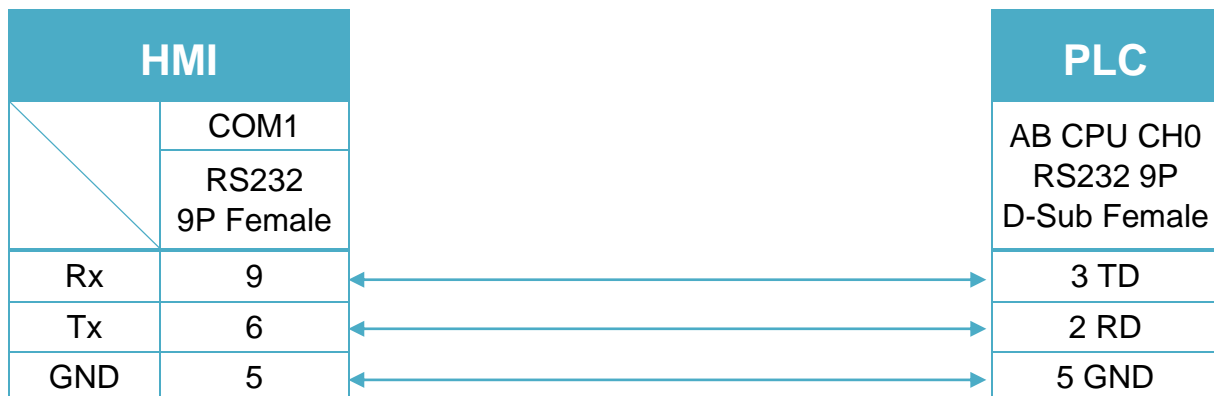 HMI
PLC
COM1
RS232
9P Female
AB CPU CH0
RS232 9P
D-Sub Female
Rx 9 3 TD
Tx 6 2 RD
GND 5 5 GND